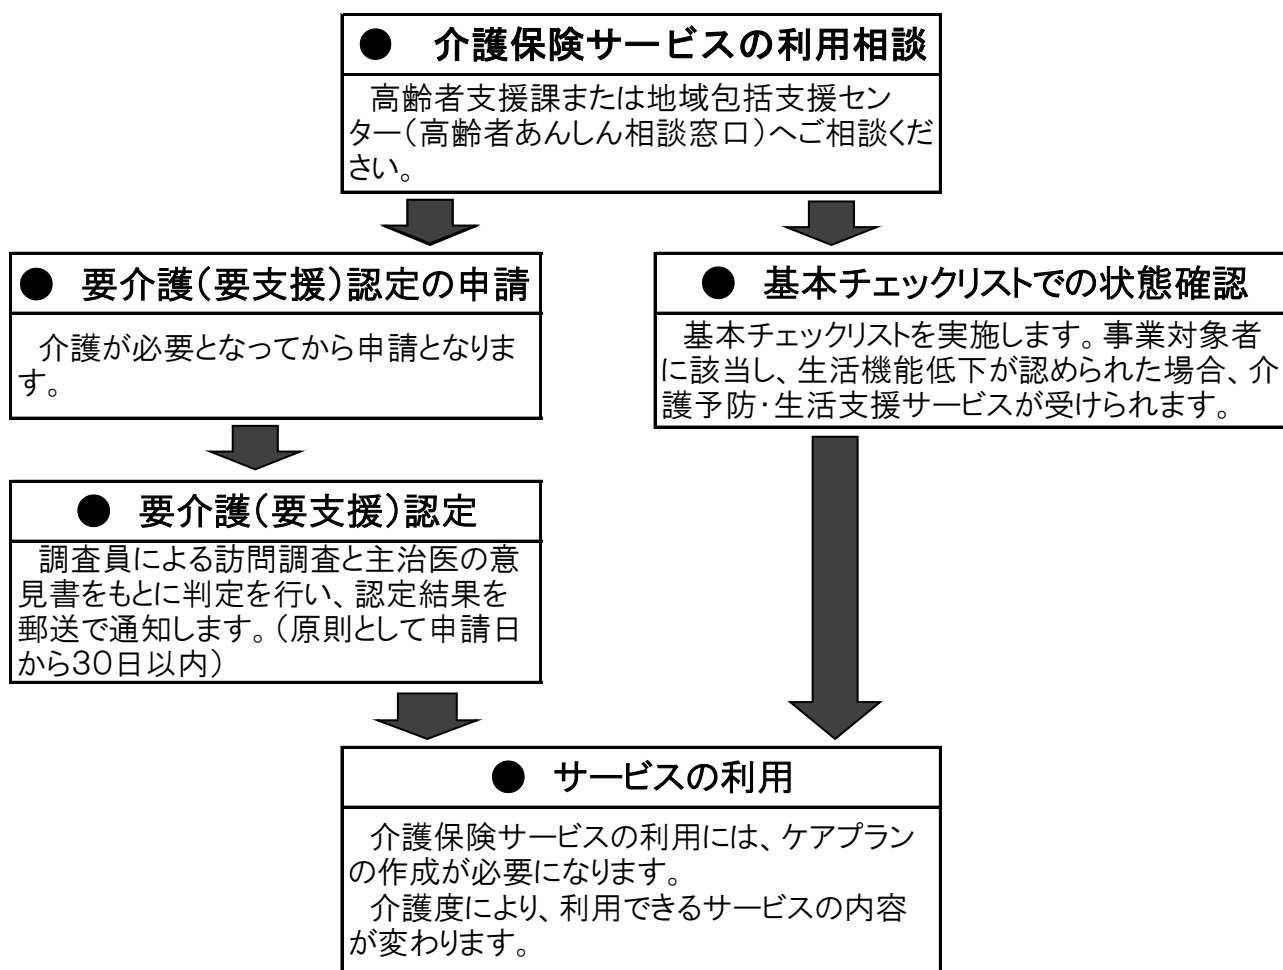 ● 介護保険サービスの利用相談
高齢者支援課または地域包括支援セン
ター（高齢者あんしん相談窓口）へご相談くだ
さい。
● 要介護（要支援）認定の申請
介護が必要となってから申請となりま
す。
● 基本チェックリストでの状態確認
基本チェックリストを実施します。事業対象者
に該当し、生活機能低下が認められた場合、介
護予防・生活支援サービスが受けられます。
● 要介護（要支援）認定
調査員による訪問調査と主治医の意
見書をもとに判定を行い、認定結果を
郵送で通知します。（原則として申請日
から30日以内）
● サービスの利用
介護保険サービスの利用には、ケアプラン
の作成が必要になります。
介護度により、利用できるサービスの内容
が変わります。